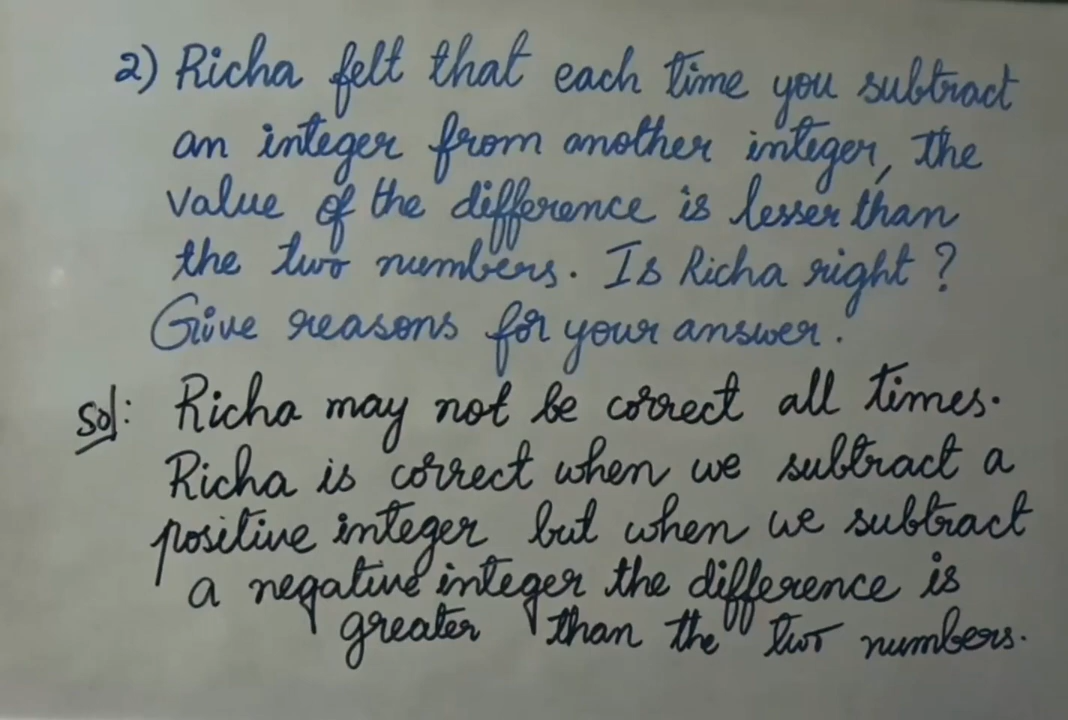 2) Richa felt that each time you subtract
an integer from another integer, the
value of the difference is lesser than
the two numbers. Is Richa right ?
Give reasons for your answer.
Sol: Richa may not be correct all times.
Richa is correct when we subtract a
positive integer but when we subtract
a negative integer the difference is
greater than the two numbers.